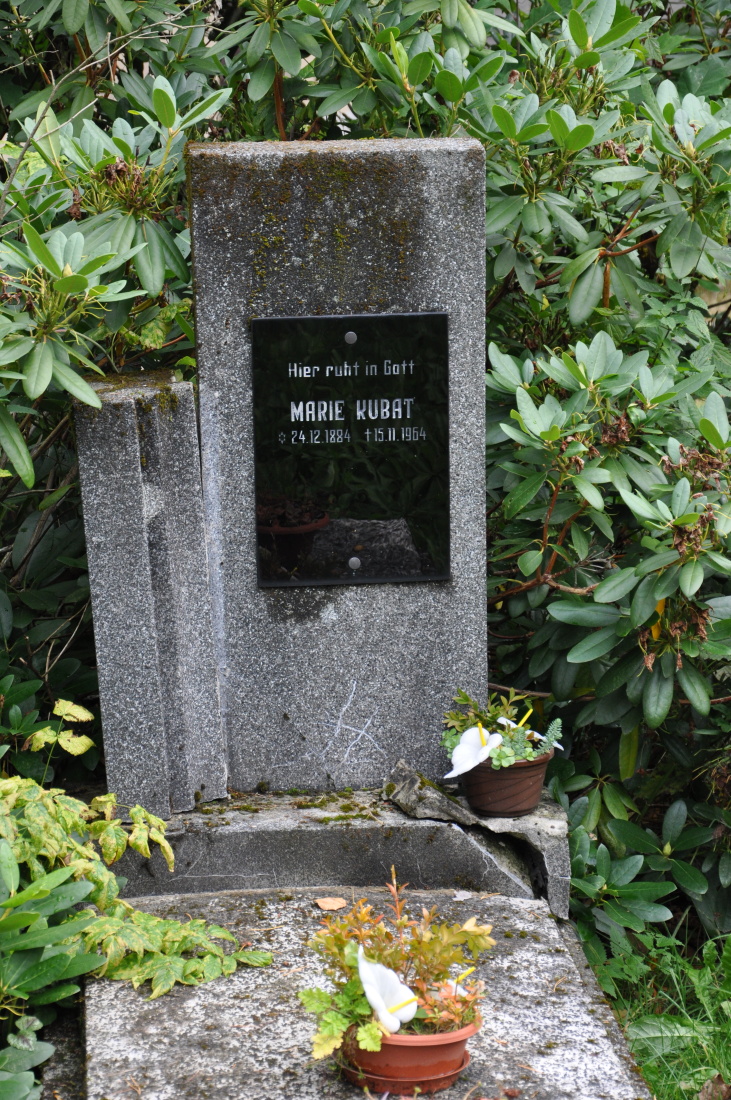 Hier ruht in Gott
MARIE KUBAT
✡ 24.12.1884 ✝ 15.11.1964